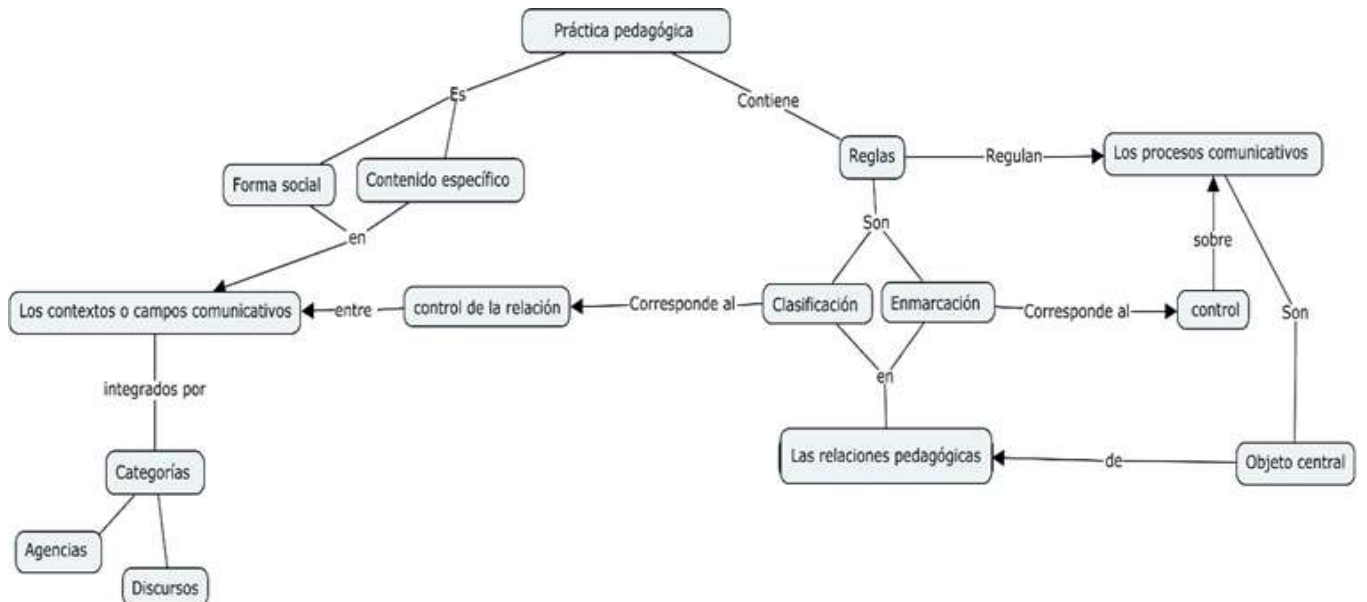 Práctica pedagógica
Es
Contiene
Forma social
Contenido específico
Reglas
Regulan
Los procesos comunicativos
en
Son
sobre
Los contextos o campos comunicativos
entre
control de la relación
Corresponde al
Clasificación
Enmarcación
Corresponde al
control
Son
integrados por
en
Categorías
Las relaciones pedagógicas
de
Objeto central
Agencias
Discursos